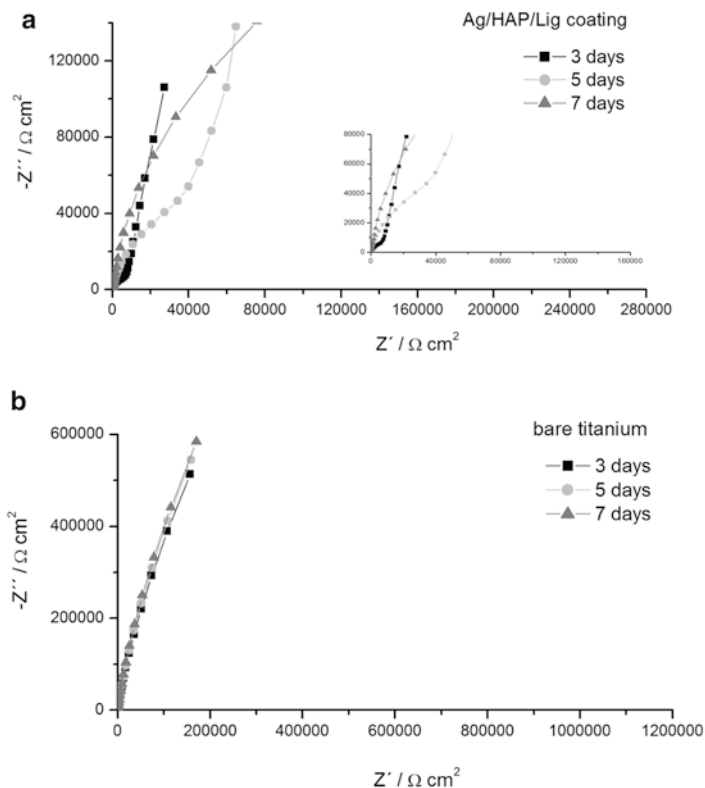 a
Ag/HAP/Lig coating
3 days
5 days
7 days
-Z´´ / Ω cm²
120000
80000
40000
0
80000
60000
40000
20000
0
0 40000 80000 120000 160000
0 40000 80000 120000 160000 200000 240000 280000
Z´ / Ω cm²
b
bare titanium
3 days
5 days
7 days
-Z´´ / Ω cm²
600000
400000
200000
0
0 200000 400000 600000 800000 1000000 1200000
Z´ / Ω cm²